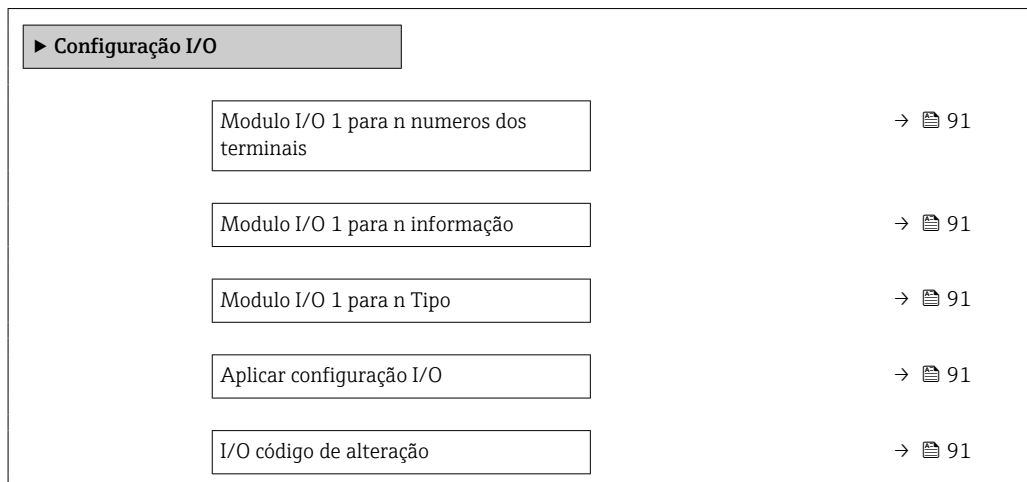 ▶ Configuração I/O
Modulo I/O 1 para n numeros dos
terminais
→ 91
Modulo I/O 1 para n informação
→ 91
Modulo I/O 1 para n Tipo
→ 91
Aplicar configuração I/O
→ 91
I/O código de alteração
→ 91